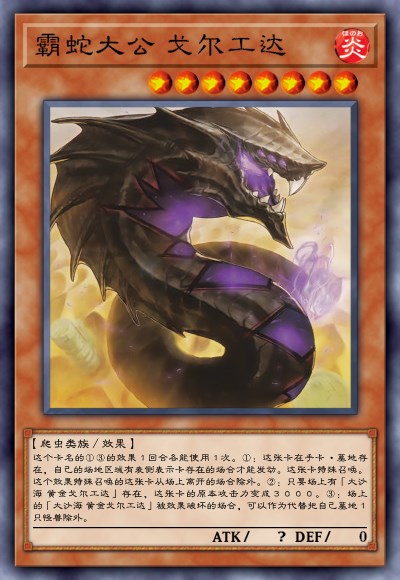 霸蛇大公 戈尔工达
ほのお
炎
【爬虫类族／效果】
这个卡名的①③的效果１回合各能使用１次。①：这张卡在手卡・墓地存
在，自己的场地区域有表侧表示卡存在的场合才能发动。这张卡特殊召唤。
这个效果特殊召唤的这张卡从场上离开的场合除外。②：只要场上有「大沙
海 黄金戈尔工达」存在，这张卡的原本攻击力变成３０００。③：场上
的「大沙海 黄金戈尔工达」被效果破坏的场合，可以作为代替把自己墓地１
只怪兽除外。
ATK/ ? DEF/ 0